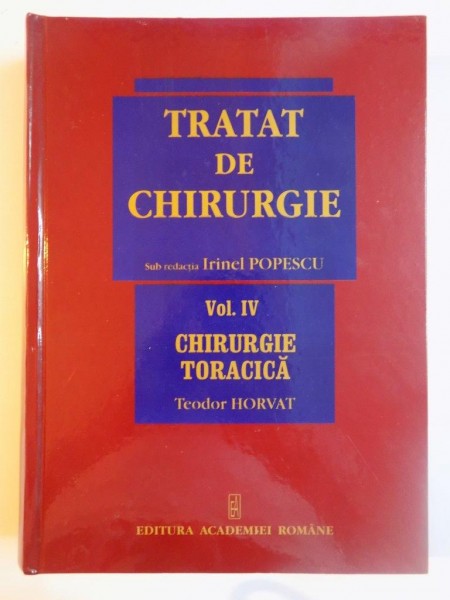 TRATAT
DE
CHIRURGIE
Sub redacția Irinel POPESCU
Vol. IV
CHIRURGIE
TORACICĂ
Teodor HORVAT
EDITURA ACADEMIEI ROMÂNE